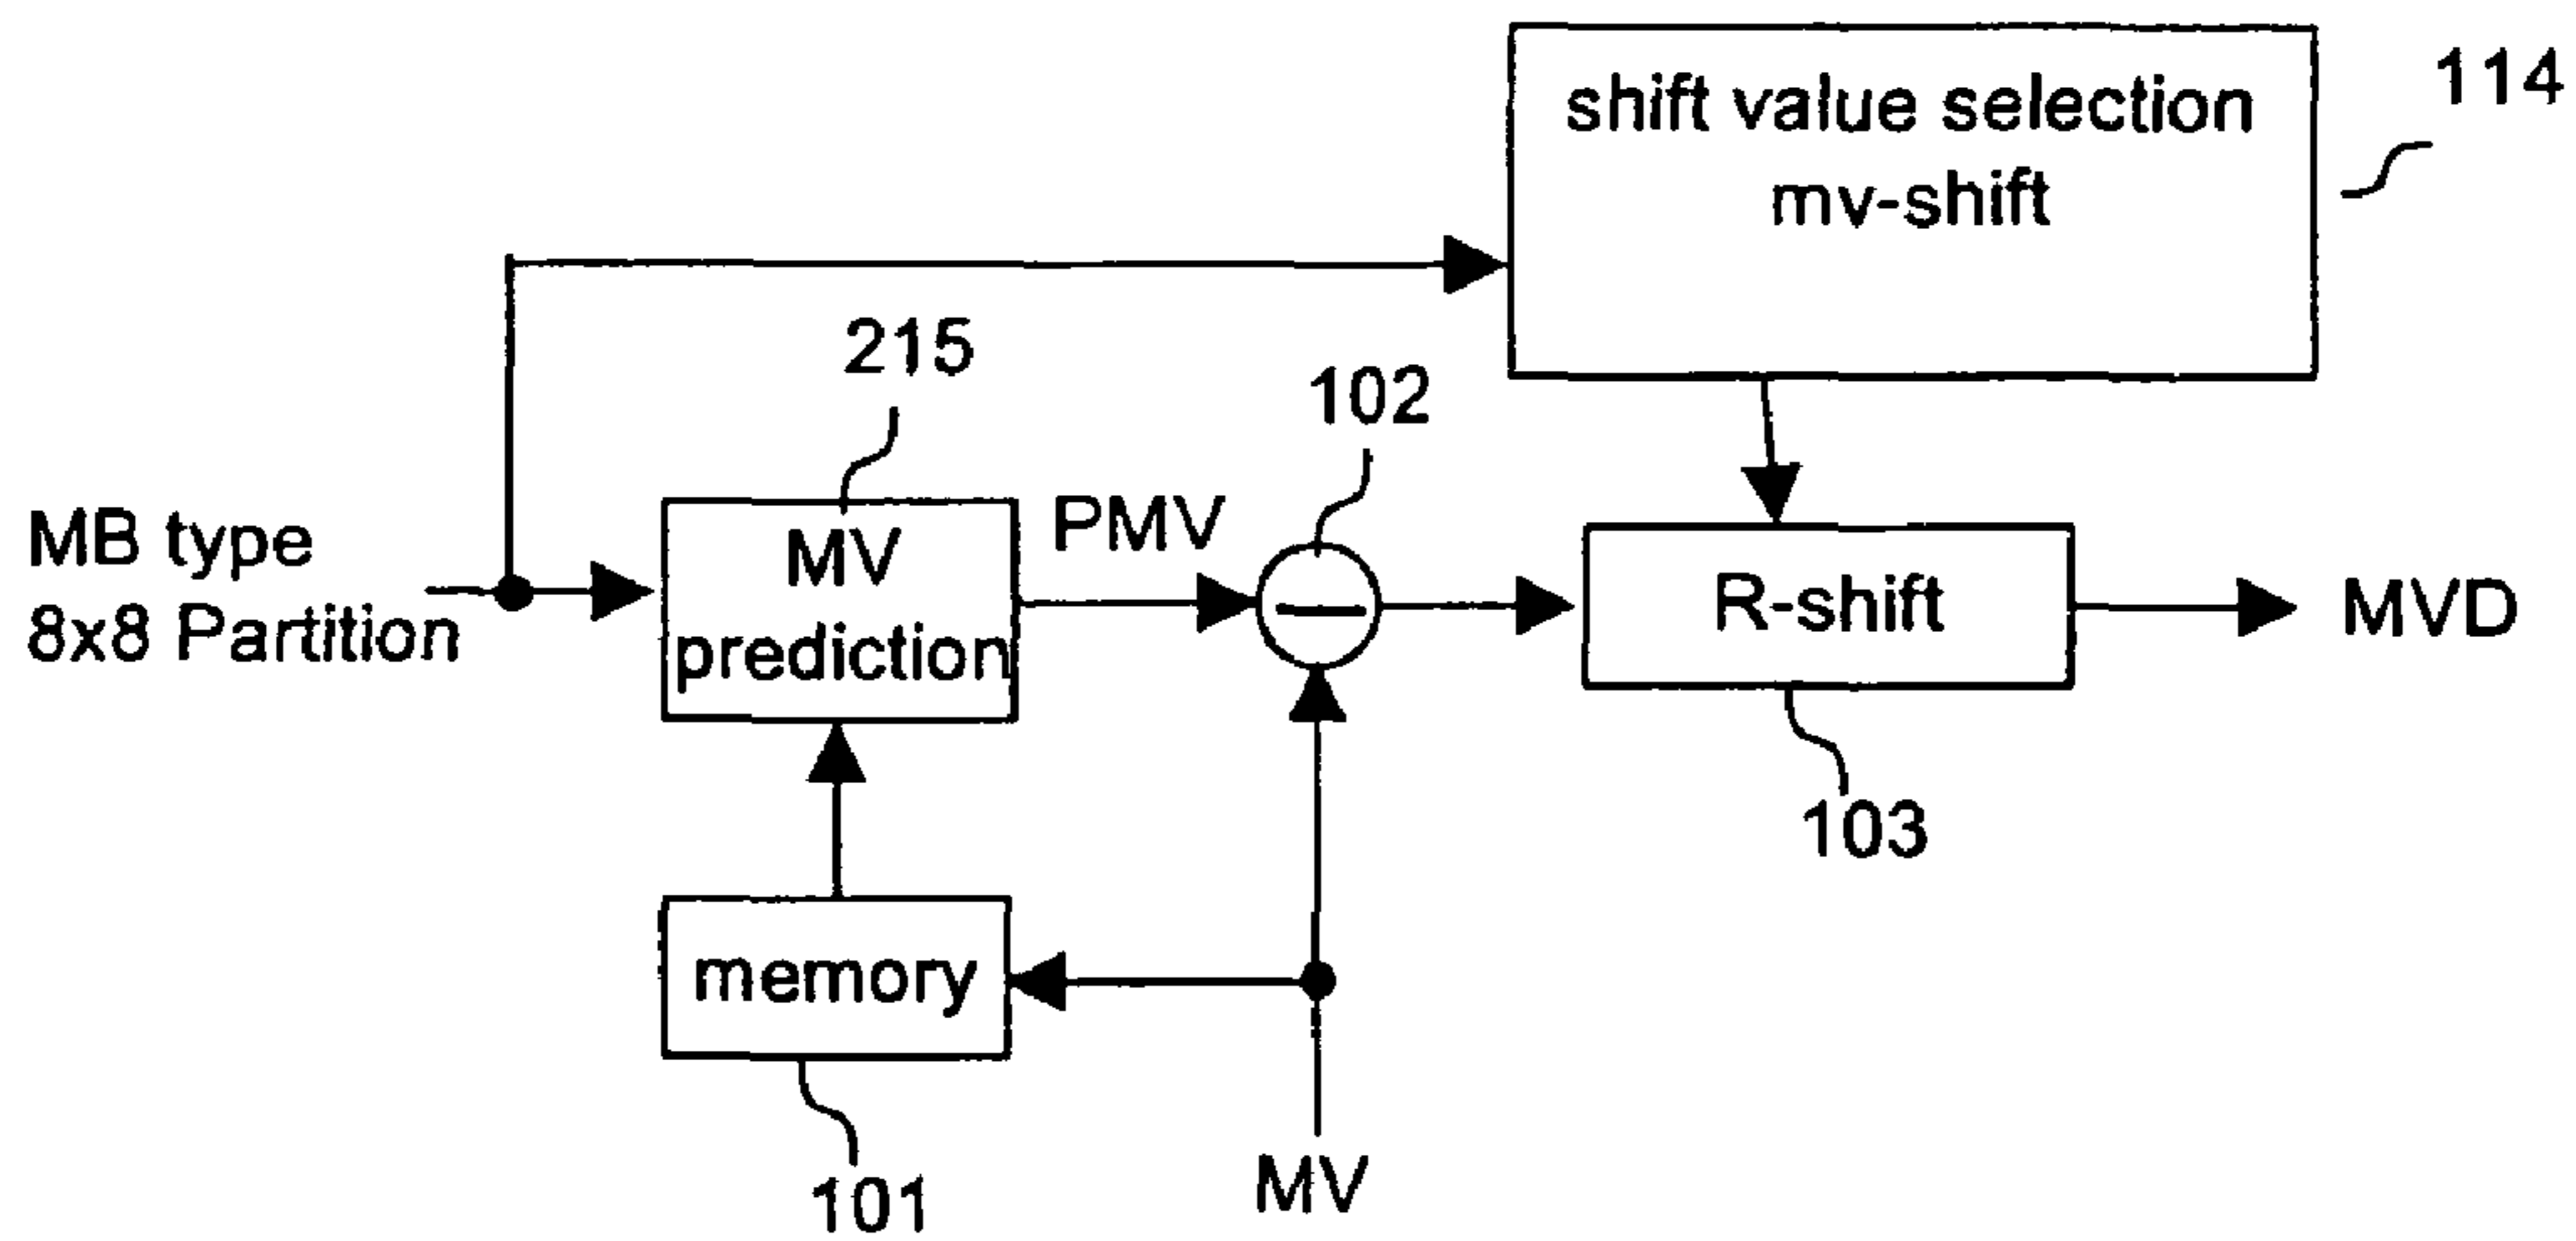 shift value selection
mv-shift
114
215
102
MB type
8x8 Partition
MV
prediction
PMV
R-shift
MVD
103
memory
101
MV